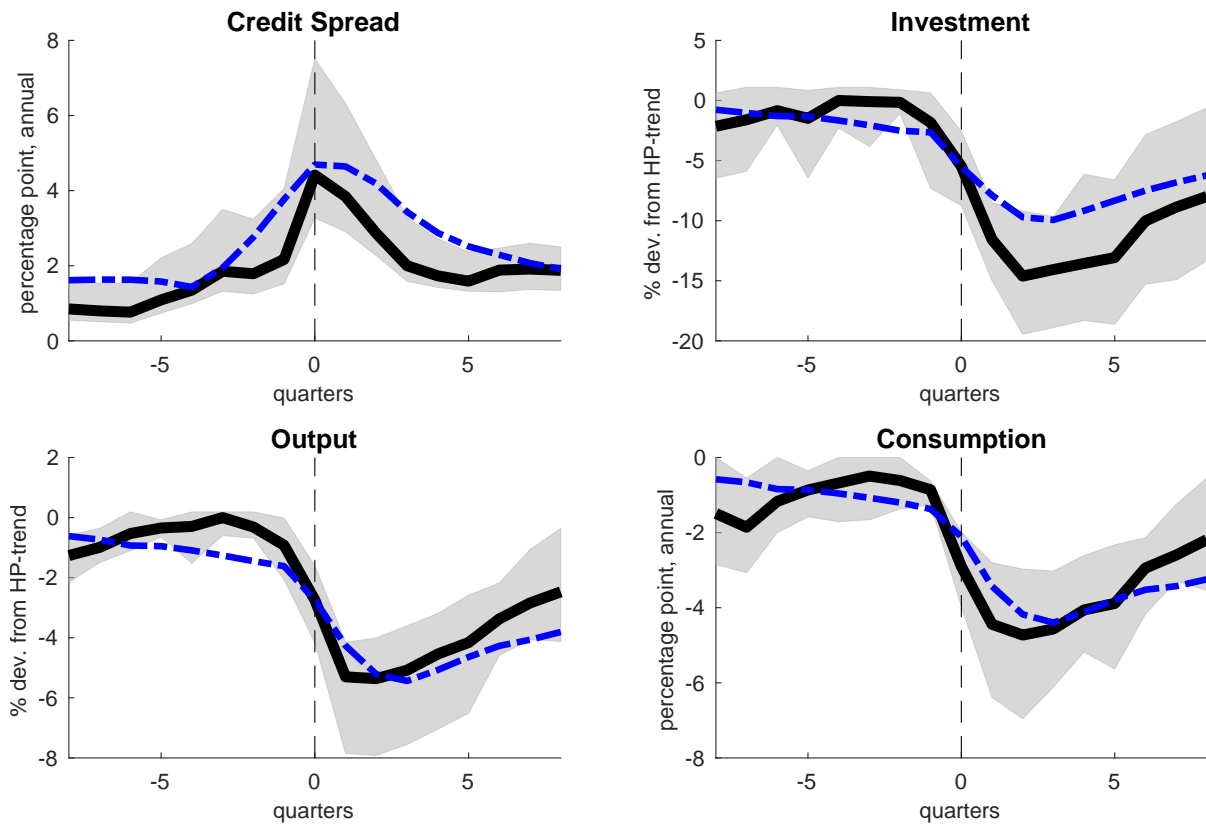 Credit Spread
percentage point, annual
8
6
4
2
0
-5 0 5
quarters
Investment
% dev. from HP-trend
5
0
-5
-10
-15
-20
-5 0 5
quarters
Output
% dev. from HP-trend
2
0
-2
-4
-6
-8
-5 0 5
quarters
Consumption
percentage point, annual
0
-2
-4
-6
-8
-5 0 5
quarters